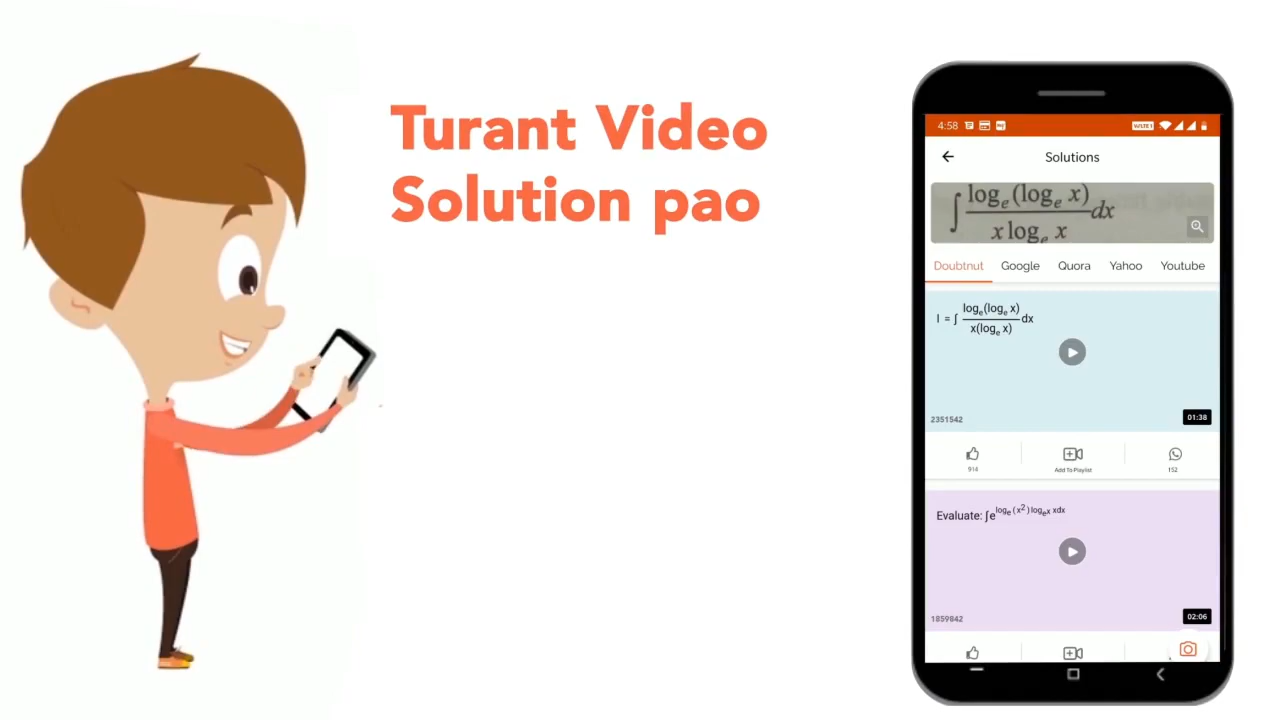 Turant Video
Solution pao
4:58
VoLTE1
Solutions
∫ logₑ(logₑ x) / x logₑ x dx
Doubtnut Google Quora Yahoo Youtube
I = ∫ logₑ(logₑ x) / x(logₑ x) dx
2351542 01:38
914 Add To Playlist 152
Evaluate: ∫e^logₑ(x²)logₑx xdx
1859842 02:06